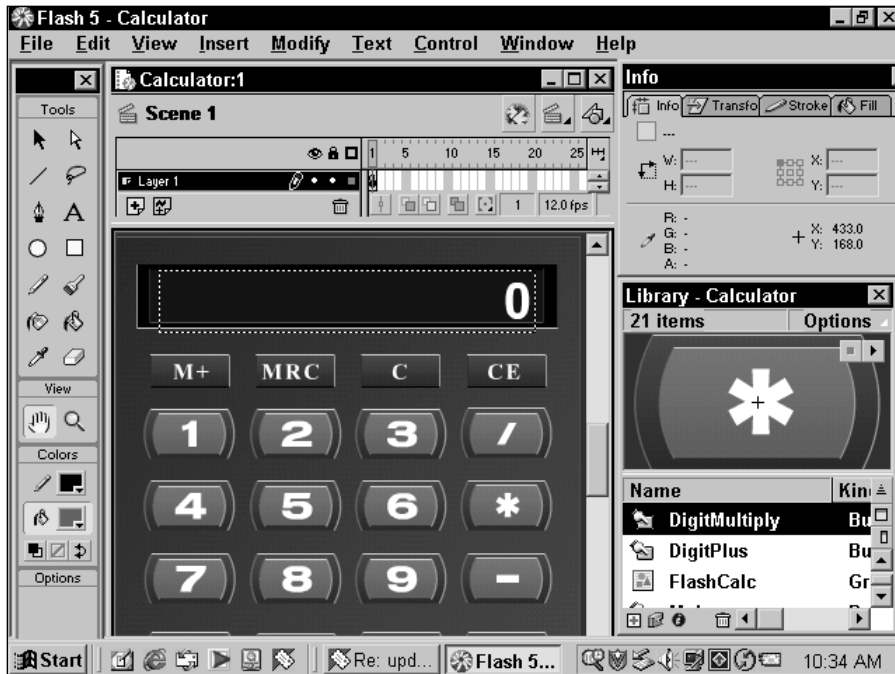 Flash 5 - Calculator
File Edit View Insert Modify Text Control Window Help
Tools
View
Colors
Options
Calculator:1
Scene 1
1 5 10 15 20 25
Layer 1
1 12.0 fps
0
M+ MRC C CE
1 2 3 /
4 5 6 *
7 8 9 -
Info
Info Transfo Stroke Fill
---
W: --- X: ---
H: --- Y: ---
R: -
G: - X: 433.0
B: - Y: 168.0
A: -
Library - Calculator
21 items Options
*
Name Kin
DigitMultiply Bu
DigitPlus Bu
FlashCalc Gr
Start Re: upd... Flash 5... 10:34 AM